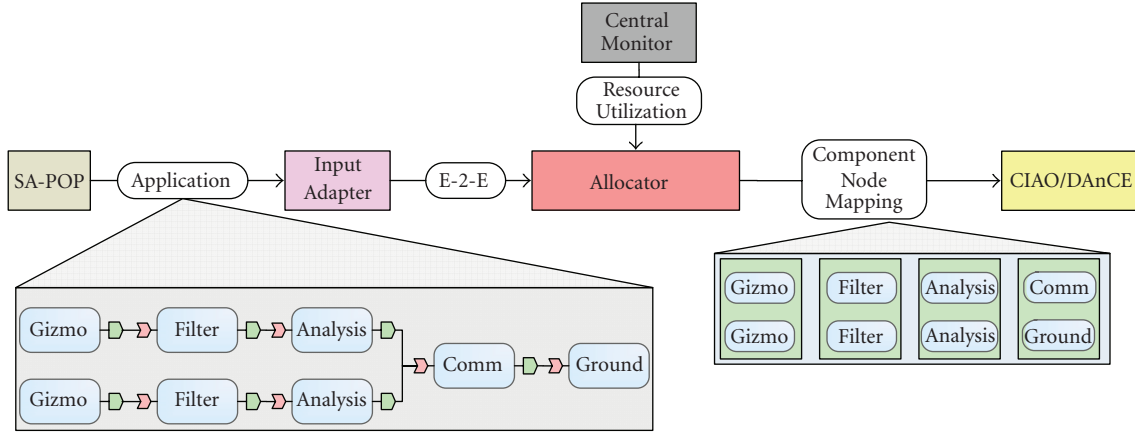 Central
Monitor
Resource
Utilization
SA-POP
Application
Input
Adapter
E-2-E
Allocator
Component
Node
Mapping
CIAO/DAnCE
Gizmo
Filter
Analysis
Comm
Ground
Gizmo
Filter
Analysis
Gizmo
Filter
Analysis
Comm
Gizmo
Filter
Analysis
Ground